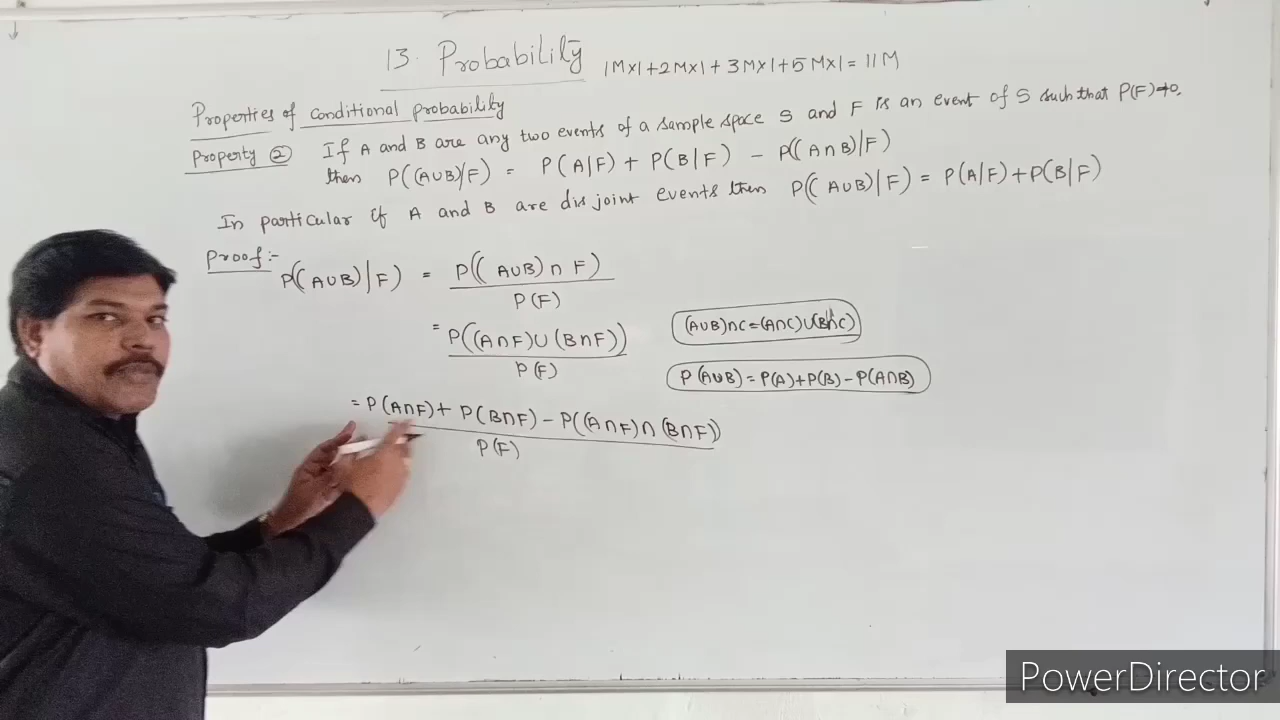 13. Probability 1M×1+2M×1+3M×1+5M×1=11M
Properties of conditional probability
Property ② If A and B are any two events of a sample space S and F is an event of S such that P(F)≠0.
then P((A∪B)|F) = P(A|F) + P(B|F) - P((A∩B)|F)
In particular if A and B are disjoint events then P((A∪B)|F) = P(A|F)+P(B|F)
Proof:- P((A∪B)|F) = P((A∪B)∩F)
P(F)
= P((A∩F)∪(B∩F))
P(F)
(A∪B)∩C=(A∩C)∪(B∩C)
P(A∪B)=P(A)+P(B)-P(A∩B)
=P(A∩F)+P(B∩F)-P((A∩F)∩(B∩F))
P(F)
PowerDirector